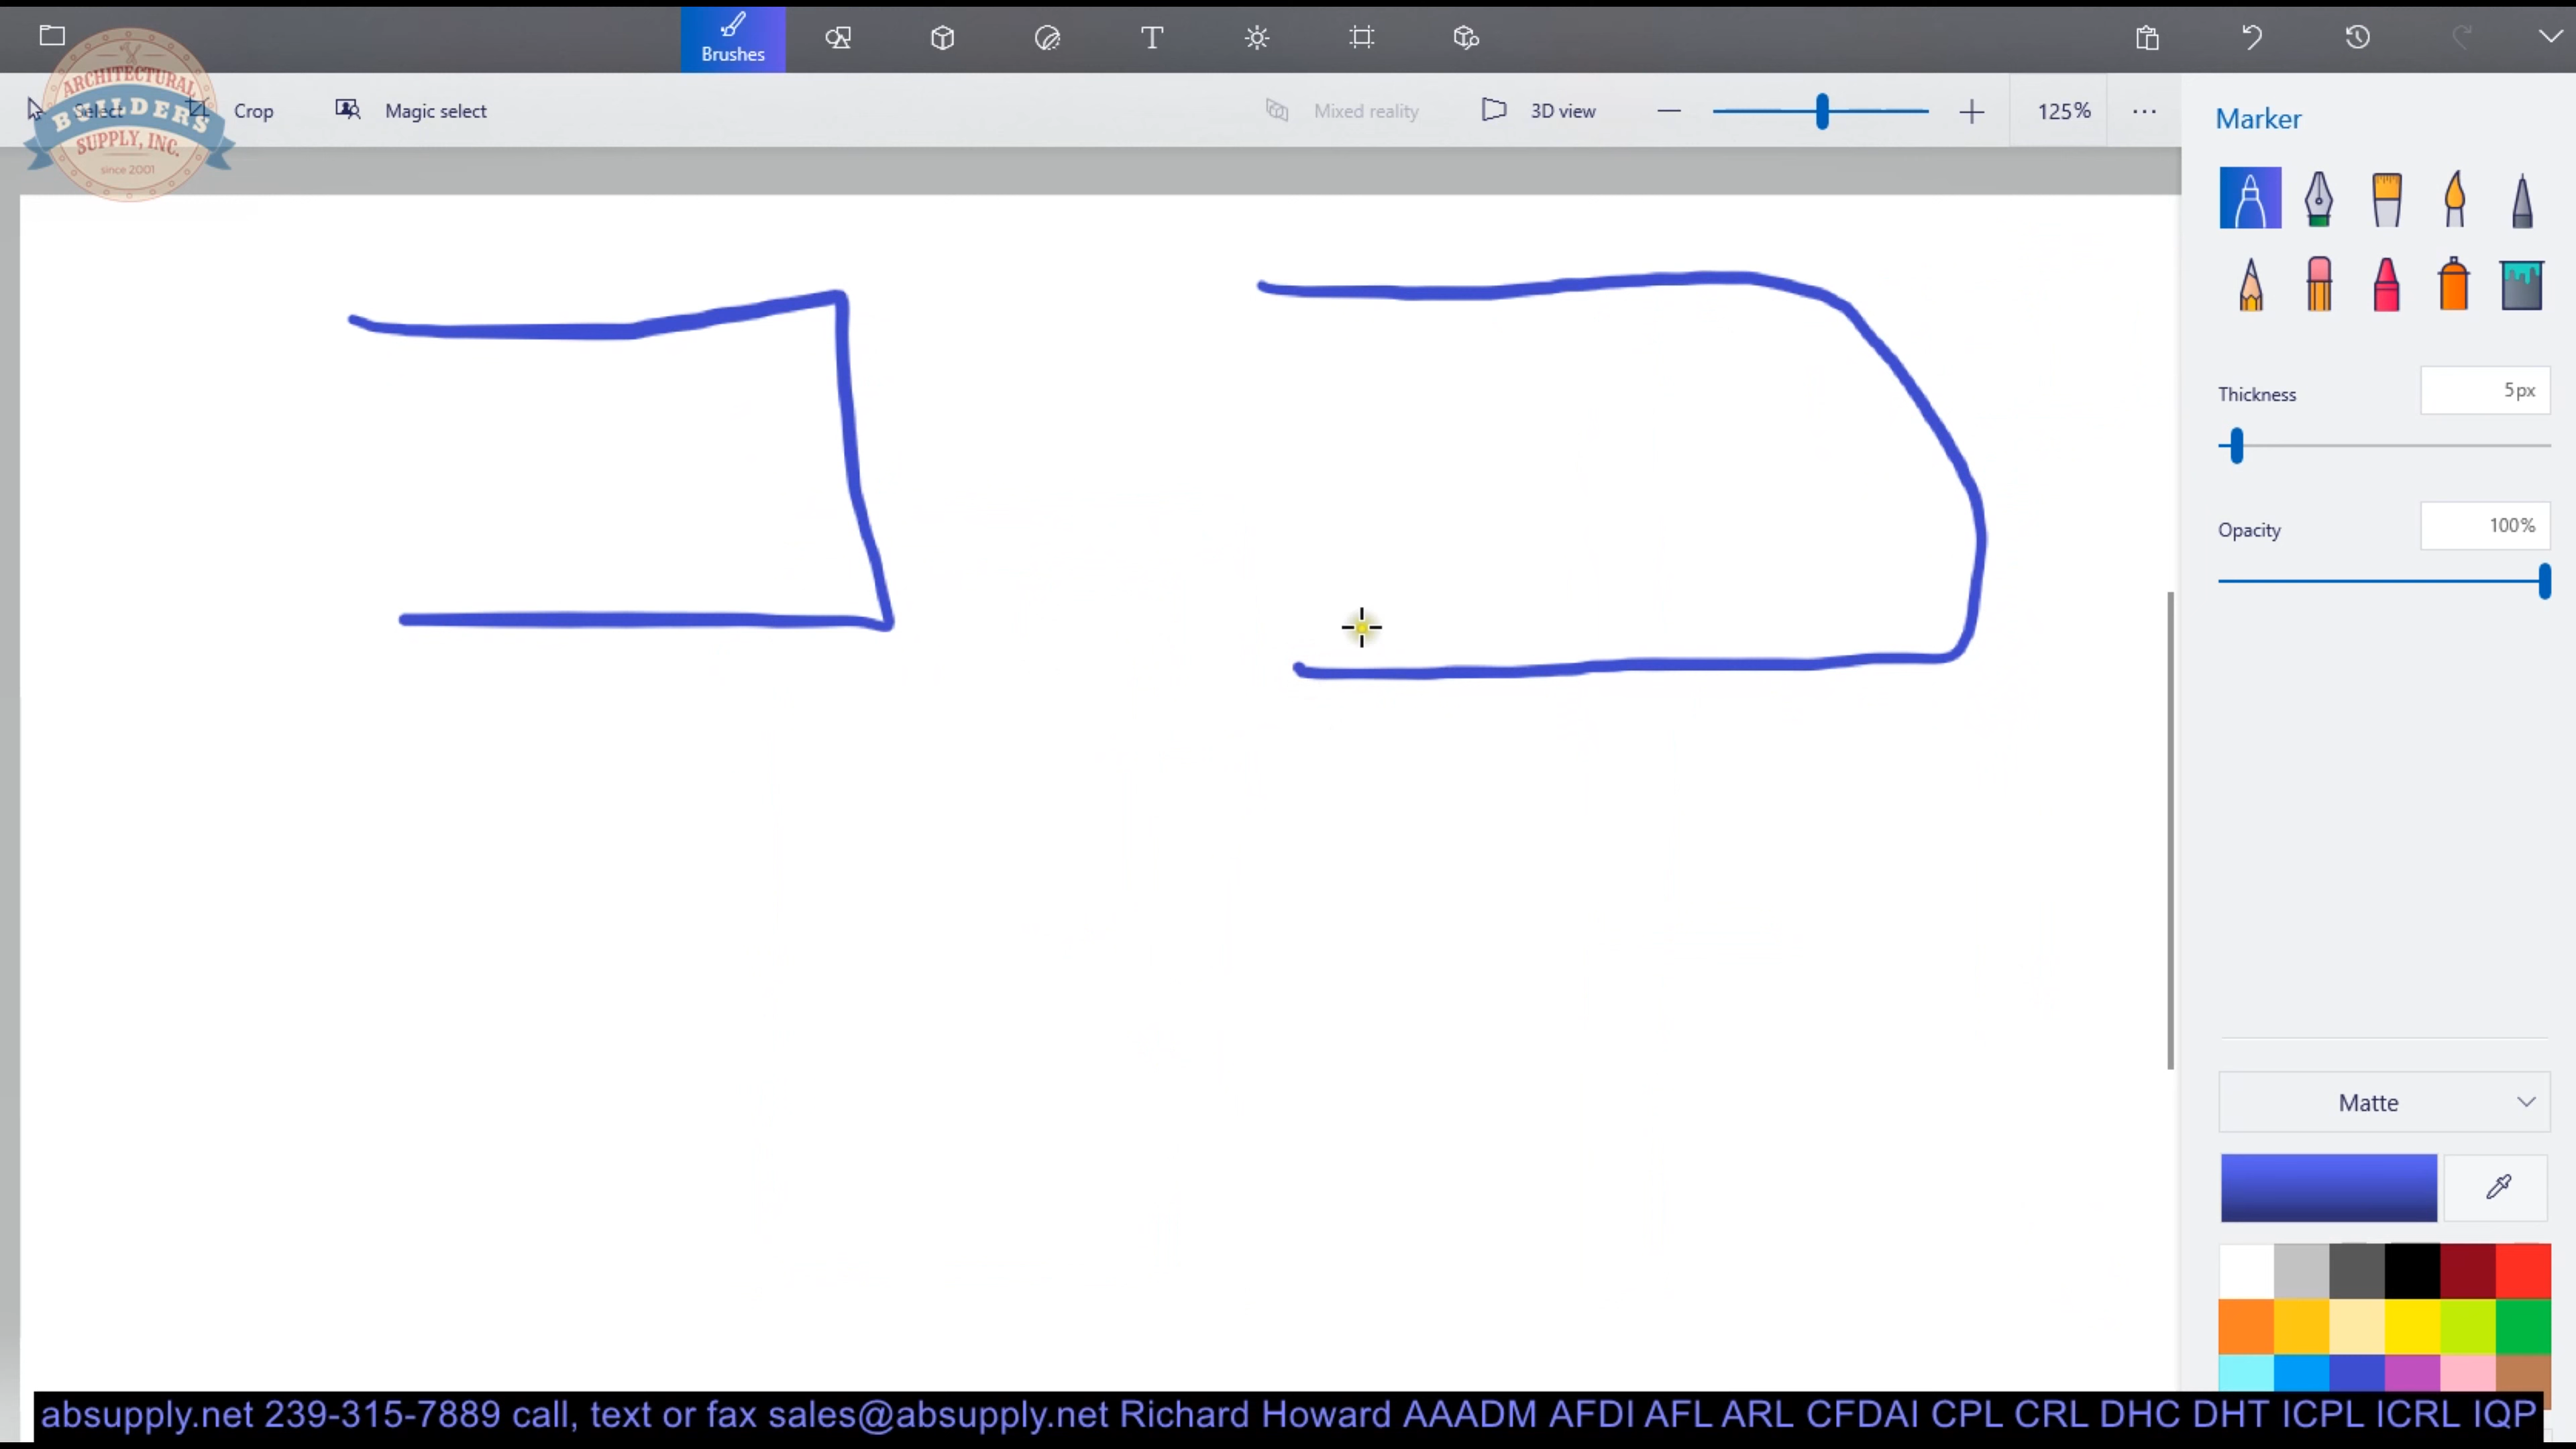 Brushes
ARCHITECTURAL
BUILDERS
SUPPLY, INC.
since 2001
Select
Crop
Magic select
Mixed reality
3D view
125%
Marker
Thickness
5px
Opacity
100%
Matte
absupply.net 239-315-7889 call, text or fax sales@absupply.net Richard Howard AAADM AFDI AFL ARL CFDAI CPL CRL DHC DHT ICPL ICRL IQP